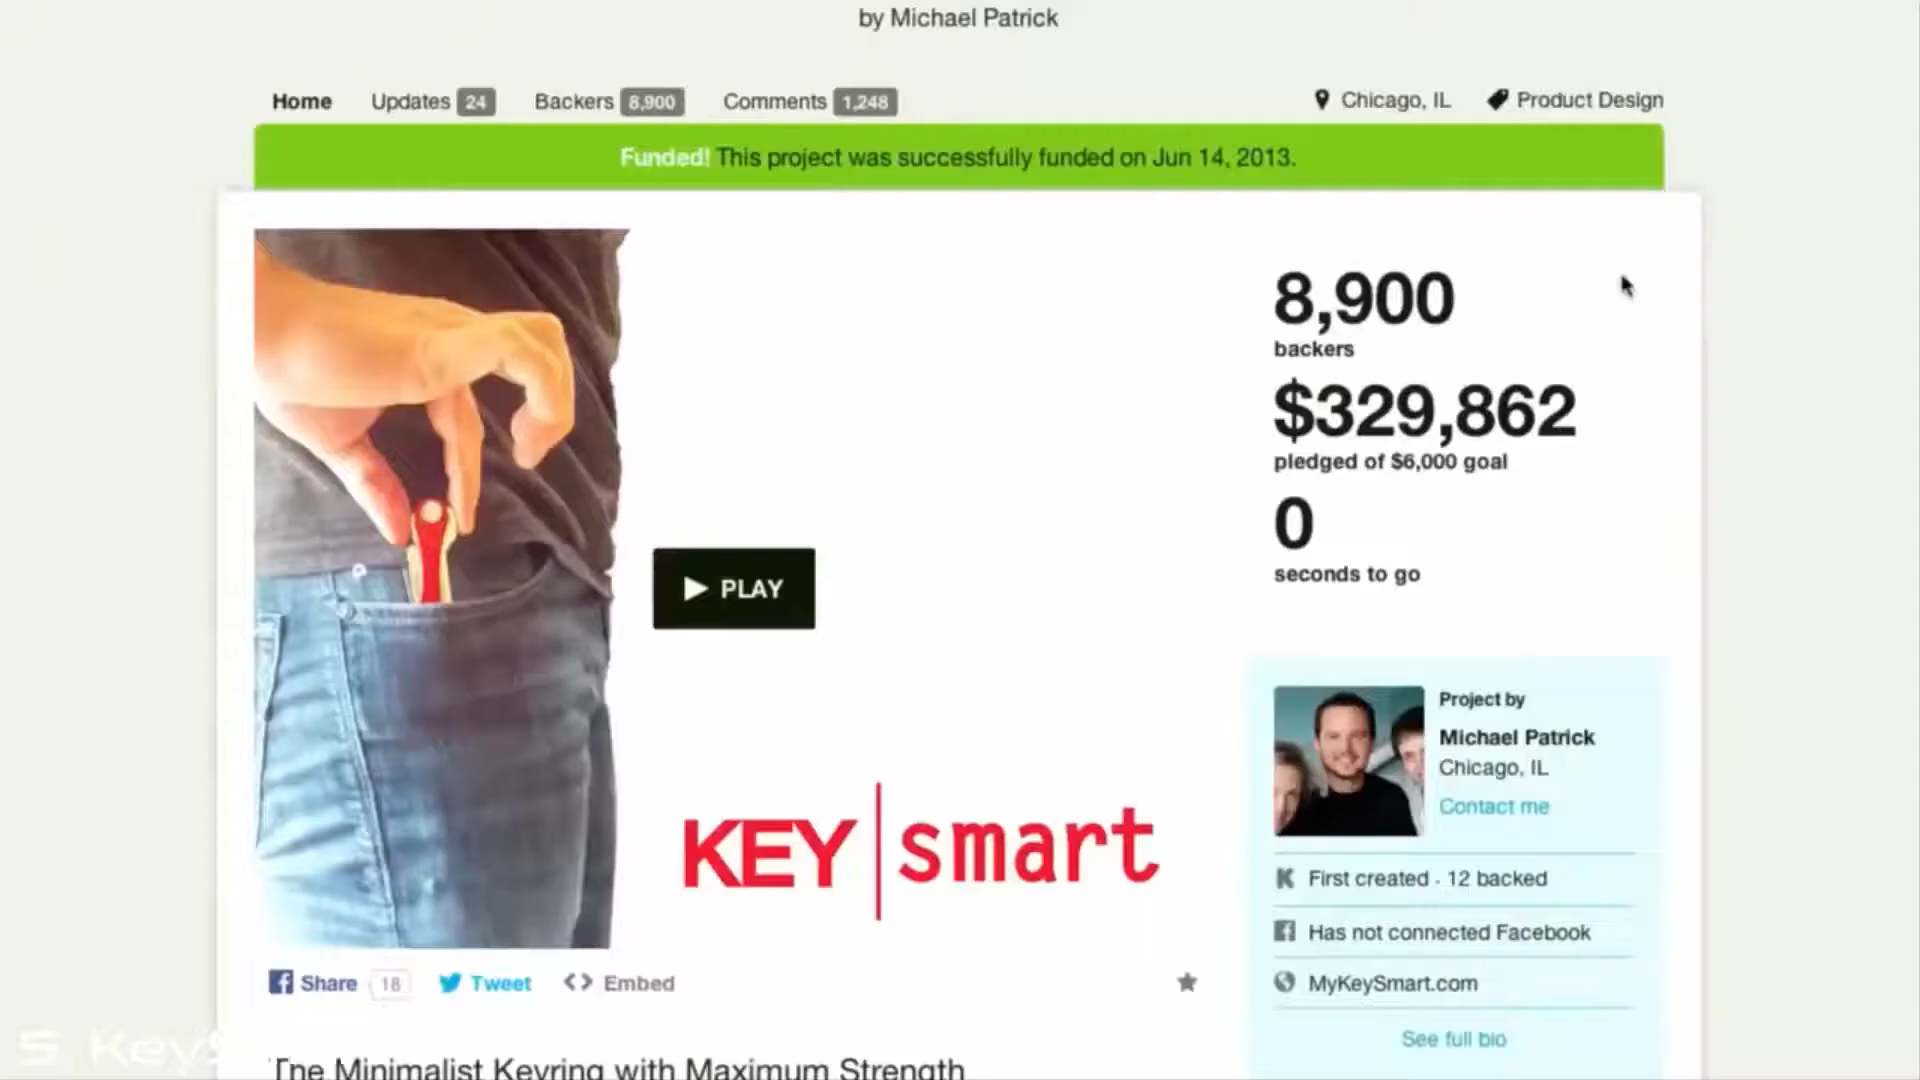 by Michael Patrick
Home Updates 24 Backers 8,900 Comments 1,248 Chicago, IL Product Design
Funded! This project was successfully funded on Jun 14, 2013.
8,900
backers
$329,862
pledged of $6,000 goal
0
seconds to go
PLAY
KEY smart
Project by
Michael Patrick
Chicago, IL
Contact me
First created · 12 backed
Has not connected Facebook
MyKeySmart.com
See full bio
Share 18 Tweet Embed
The Minimalist Keyring with Maximum Strength